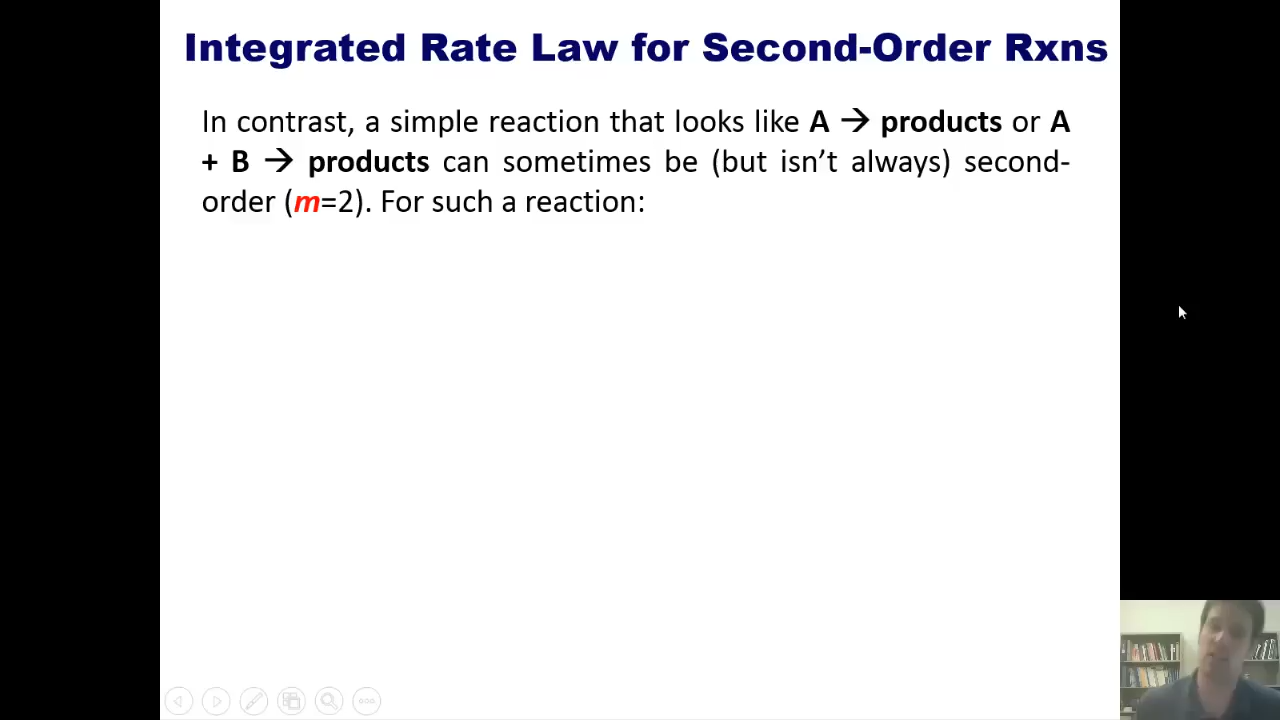 Integrated Rate Law for Second-Order Rxns
In contrast, a simple reaction that looks like A → products or A
+ B → products can sometimes be (but isn’t always) second-
order (m=2). For such a reaction: